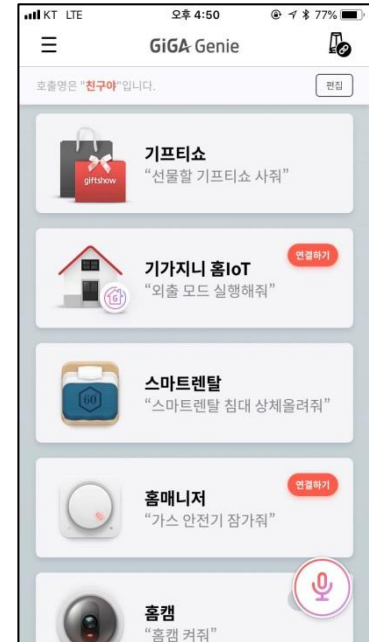 KT LTE 오후 4:50 77%
GiGA Genie
호출명은 "친구야"입니다. 편집
giftshow
기프티쇼
“선물할 기프티쇼 사줘”
연결하기
기가지니 홈IoT
“외출 모드 실행해줘”
G
60
스마트렌탈
“스마트렌탈 침대 상체올려줘”
연결하기
홈매니저
“가스 안전기 잠가줘”
홈캠
“홈캠 켜줘”